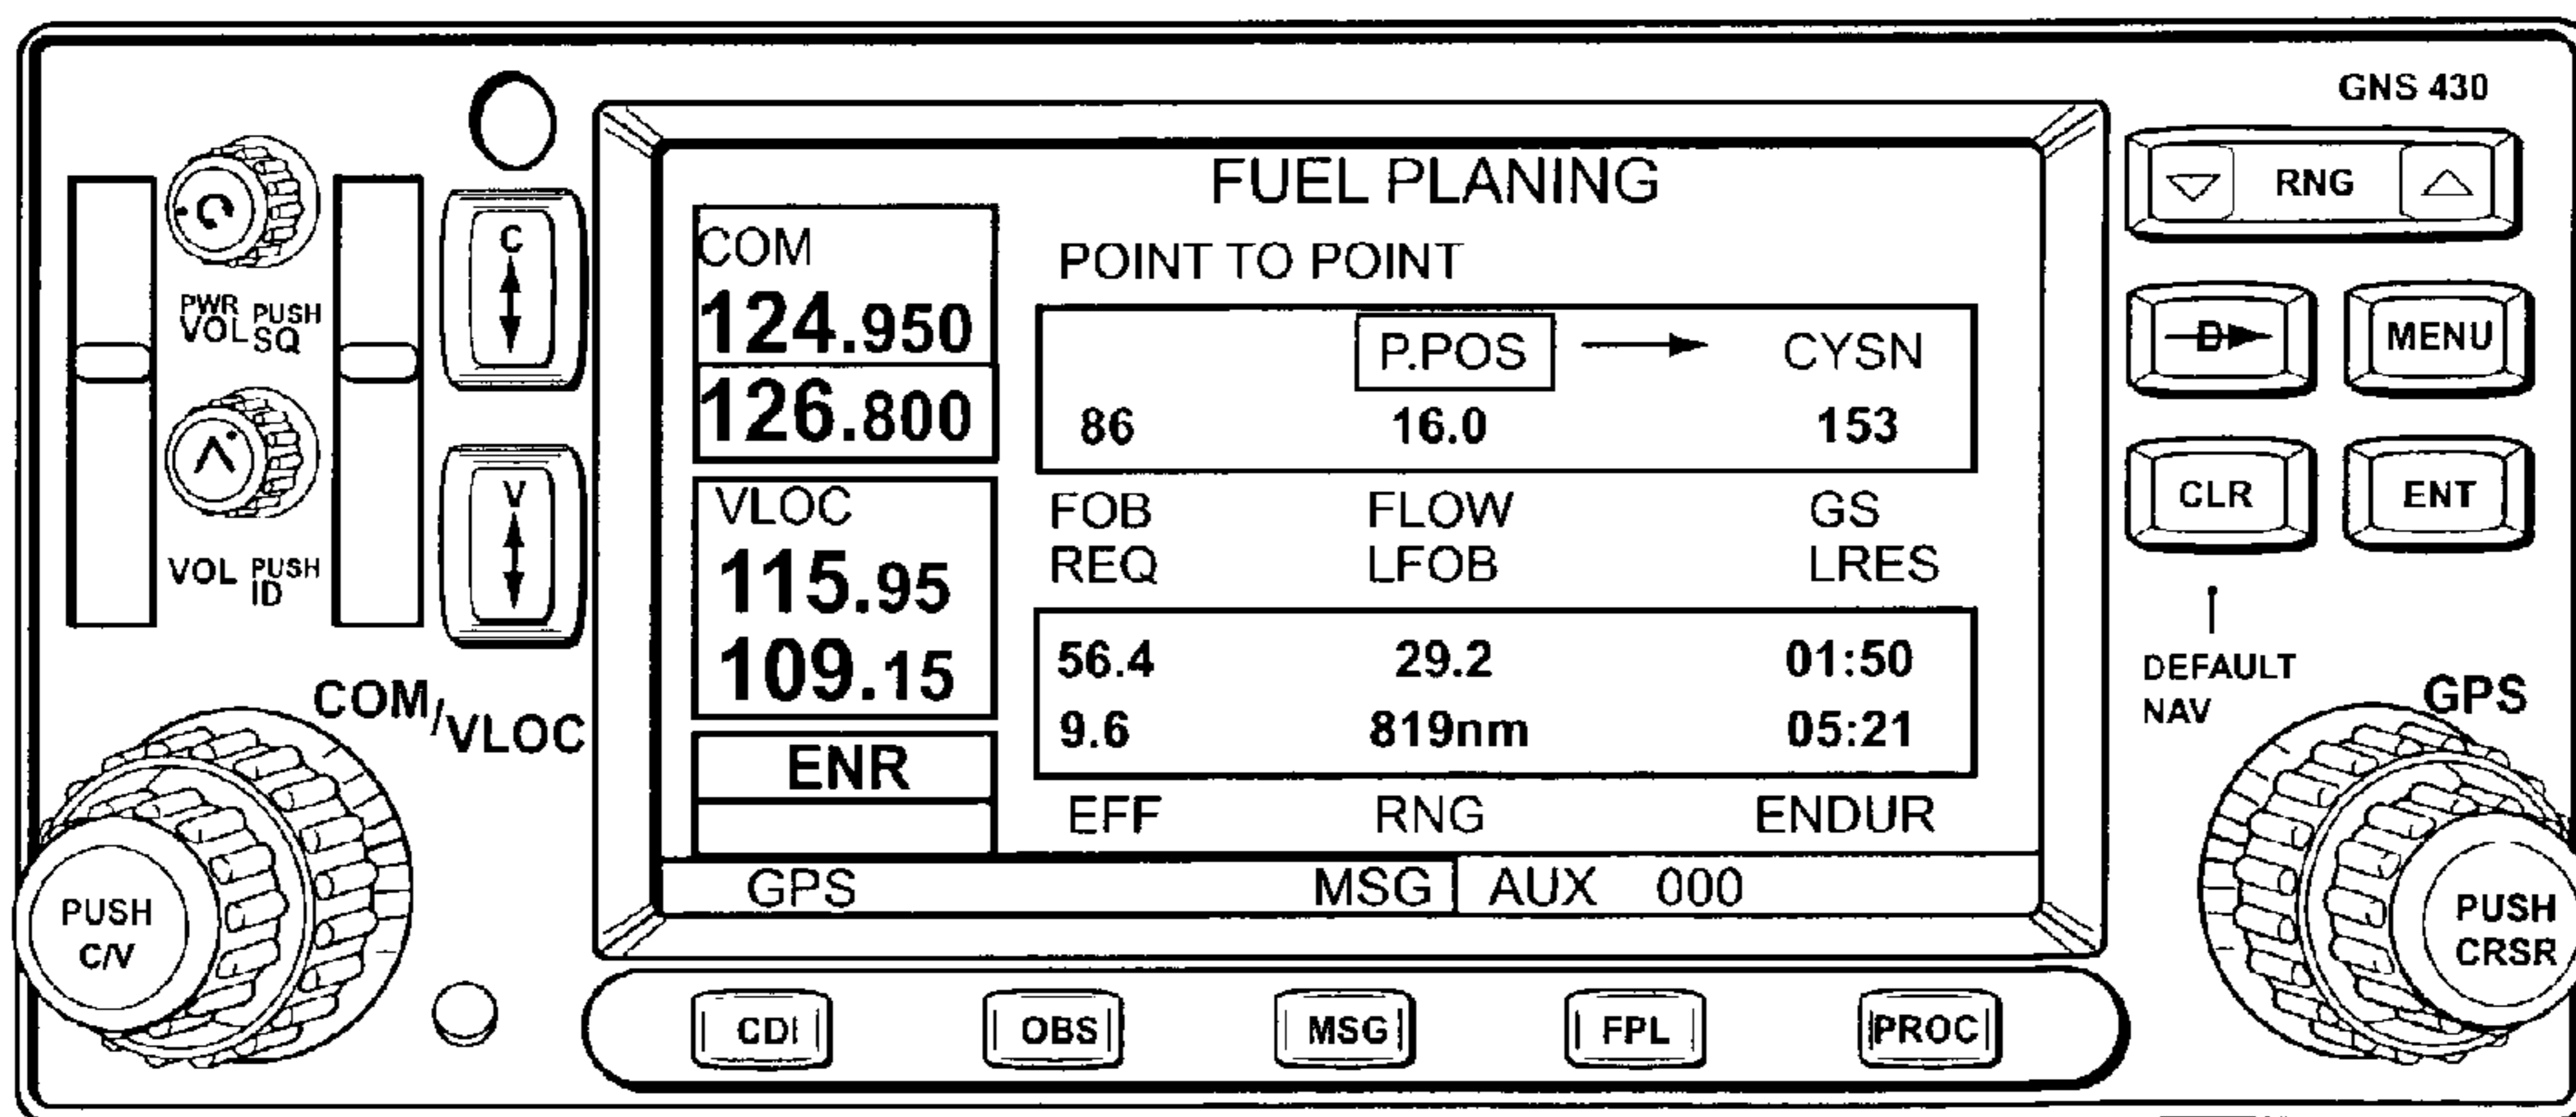 GNS 430
PWR
VOL
PUSH
SQ
C
VOL
PUSH
ID
V
COM/VLOC
PUSH
C/V
FUEL PLANING
COM
124.950
126.800
VLOC
115.95
109.15
ENR
POINT TO POINT
P.POS CYSN
86 16.0 153
FOB FLOW GS
REQ LFOB LRES
56.4 29.2 01:50
9.6 819nm 05:21
EFF RNG ENDUR
GPS MSG AUX 000
RNG
D MENU
CLR ENT
DEFAULT
NAV
GPS
PUSH
CRSR
CDI OBS MSG FPL PROC